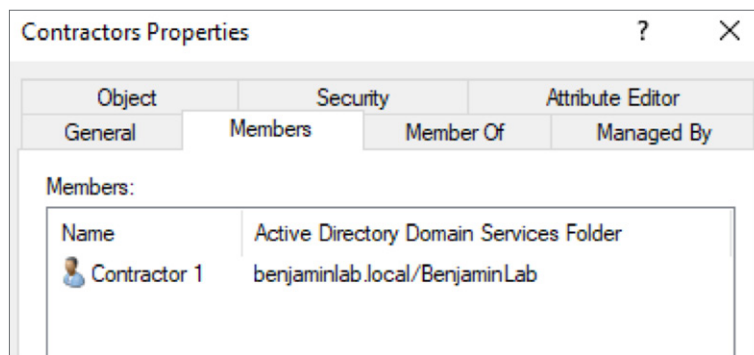 Contractors Properties ? ×
Object Security Attribute Editor
General Members Member Of Managed By
Members:
Name Active Directory Domain Services Folder
Contractor 1 benjaminlab.local/BenjaminLab